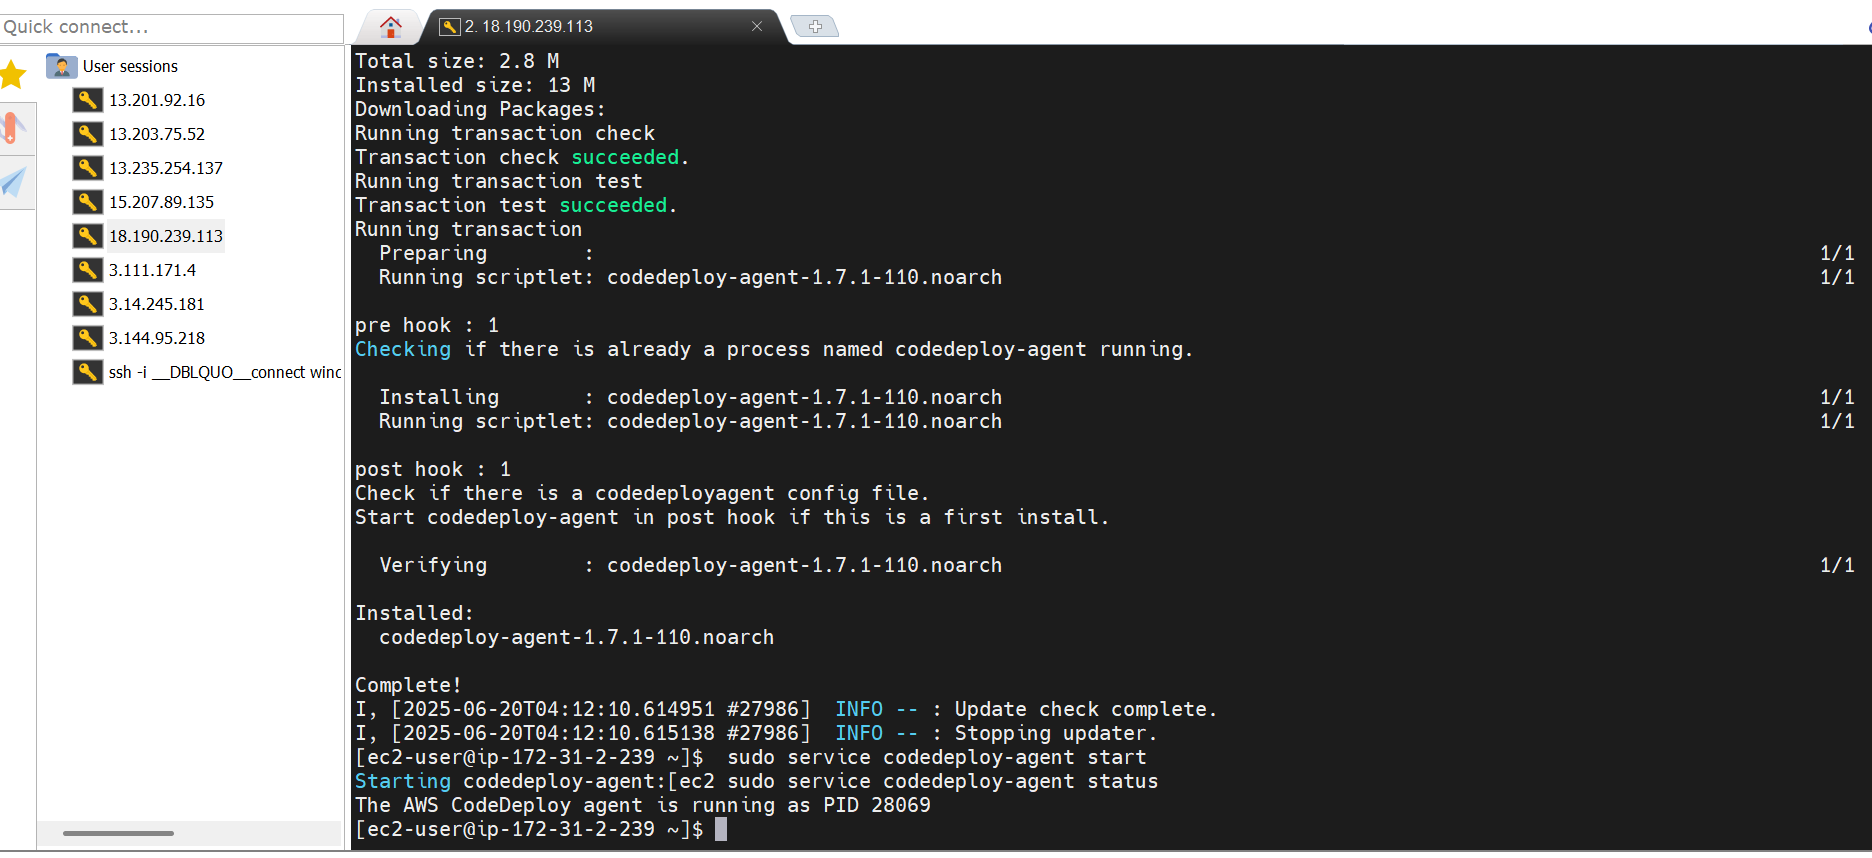 Quick connect...
2. 18.190.239.113
User sessions
13.201.92.16
13.203.75.52
13.235.254.137
15.207.89.135
18.190.239.113
3.111.171.4
3.14.245.181
3.144.95.218
ssh -i __DBLQUO__connect winc
Total size: 2.8 M
Installed size: 13 M
Downloading Packages:
Running transaction check
Transaction check succeeded.
Running transaction test
Transaction test succeeded.
Running transaction
  Preparing        :                                                                                                      1/1
  Running scriptlet: codedeploy-agent-1.7.1-110.noarch                                                                    1/1
pre hook : 1
Checking if there is already a process named codedeploy-agent running.
  Installing       : codedeploy-agent-1.7.1-110.noarch                                                                    1/1
  Running scriptlet: codedeploy-agent-1.7.1-110.noarch                                                                    1/1
post hook : 1
Check if there is a codedeployagent config file.
Start codedeploy-agent in post hook if this is a first install.
  Verifying        : codedeploy-agent-1.7.1-110.noarch                                                                    1/1
Installed:
  codedeploy-agent-1.7.1-110.noarch
Complete!
I, [2025-06-20T04:12:10.614951 #27986]  INFO -- : Update check complete.
I, [2025-06-20T04:12:10.615138 #27986]  INFO -- : Stopping updater.
[ec2-user@ip-172-31-2-239 ~]$  sudo service codedeploy-agent start
Starting codedeploy-agent:[ec2 sudo service codedeploy-agent status
The AWS CodeDeploy agent is running as PID 28069
[ec2-user@ip-172-31-2-239 ~]$